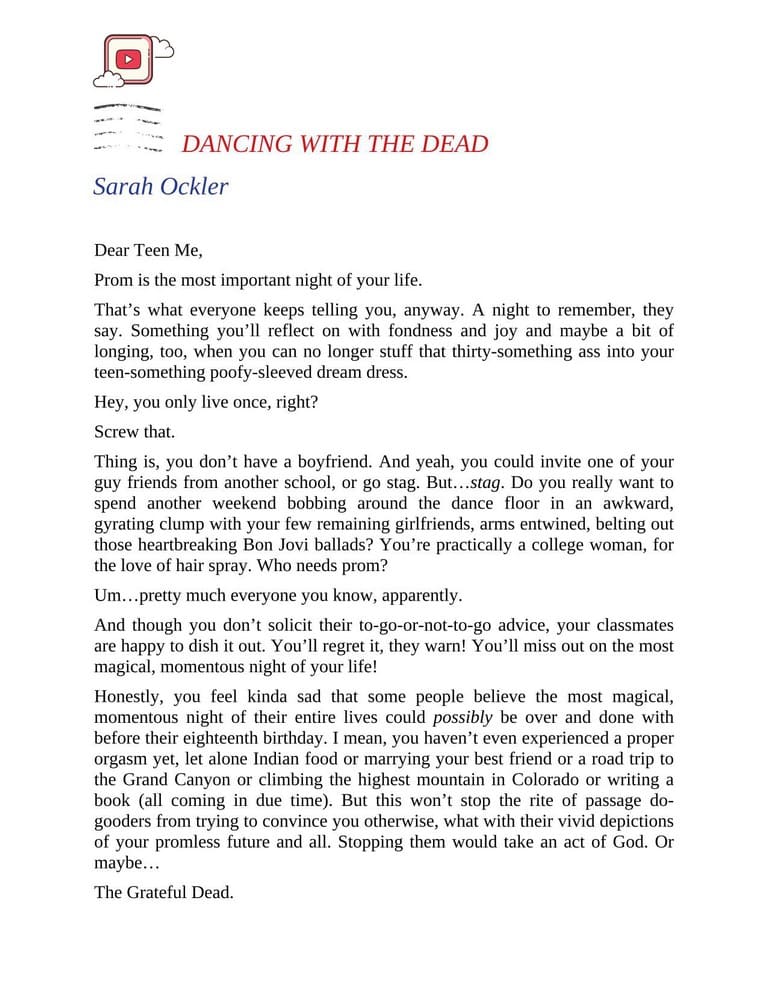 DANCING WITH THE DEAD
Sarah Ockler
Dear Teen Me,
Prom is the most important night of your life.
That’s what everyone keeps telling you, anyway. A night to remember, they
say. Something you’ll reflect on with fondness and joy and maybe a bit of
longing, too, when you can no longer stuff that thirty-something ass into your
teen-something poofy-sleeved dream dress.
Hey, you only live once, right?
Screw that.
Thing is, you don’t have a boyfriend. And yeah, you could invite one of your
guy friends from another school, or go stag. But…stag. Do you really want to
spend another weekend bobbing around the dance floor in an awkward,
gyrating clump with your few remaining girlfriends, arms entwined, belting out
those heartbreaking Bon Jovi ballads? You’re practically a college woman, for
the love of hair spray. Who needs prom?
Um…pretty much everyone you know, apparently.
And though you don’t solicit their to-go-or-not-to-go advice, your classmates
are happy to dish it out. You’ll regret it, they warn! You’ll miss out on the most
magical, momentous night of your life!
Honestly, you feel kinda sad that some people believe the most magical,
momentous night of their entire lives could possibly be over and done with
before their eighteenth birthday. I mean, you haven’t even experienced a proper
orgasm yet, let alone Indian food or marrying your best friend or a road trip to
the Grand Canyon or climbing the highest mountain in Colorado or writing a
book (all coming in due time). But this won’t stop the rite of passage do-
gooders from trying to convince you otherwise, what with their vivid depictions
of your promless future and all. Stopping them would take an act of God. Or
maybe…
The Grateful Dead.